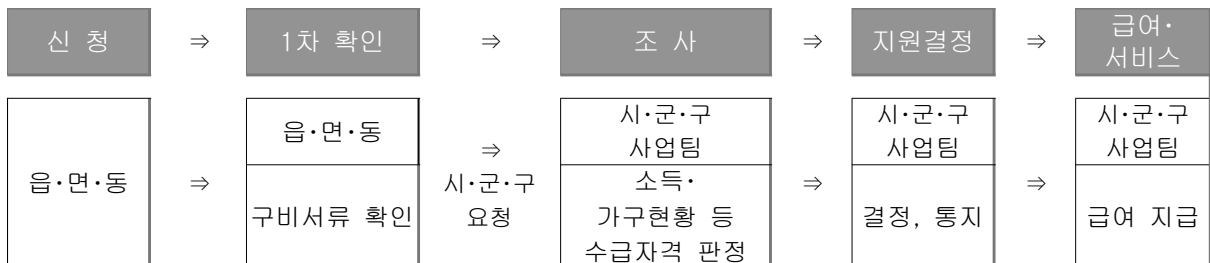 신 청 ⇒ 1차 확인 ⇒ 조 사 ⇒ 지원결정 ⇒ 급여·
서비스
읍·면·동 ⇒
읍·면·동
구비서류 확인
⇒
시·군·구
요청
시·군·구
사업팀
소득·
가구현황 등
수급자격 판정
⇒
시·군·구
사업팀
결정, 통지
⇒
시·군·구
사업팀
급여 지급